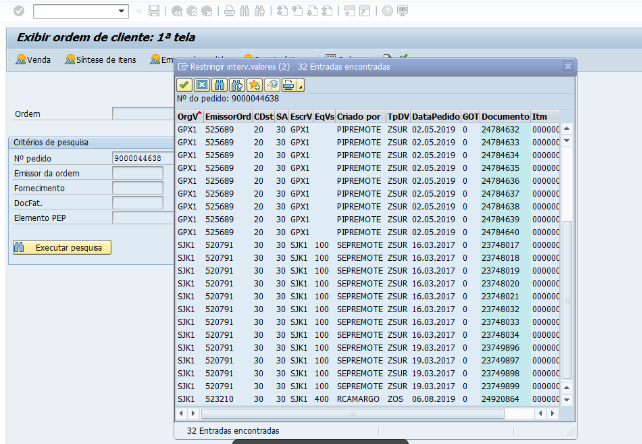 Exibir ordem de cliente: 1ª tela
Venda Síntese de itens
Ordem
Critérios de pesquisa
Nº pedido 9000044638
Emissor da ordem
Fornecimento
DocFat.
Elemento PEP
Executar pesquisa
Restringir interv.valores (2) 32 Entradas encontradas
Nº do pedido: 9000044638
OrgV EmissorOrd CDst SA EscrV EqVs Criado por TpDV DataPedido GOT Documento Itm
GPX1 525689 20 30 GPX1 PIPREMOTE ZSUR 02.05.2019 0 24784632 000000
GPX1 525689 20 30 GPX1 PIPREMOTE ZSUR 02.05.2019 0 24784633 000000
GPX1 525689 20 30 GPX1 PIPREMOTE ZSUR 02.05.2019 0 24784634 000000
GPX1 525689 20 30 GPX1 PIPREMOTE ZSUR 02.05.2019 0 24784635 000000
GPX1 525689 20 30 GPX1 PIPREMOTE ZSUR 02.05.2019 0 24784636 000000
GPX1 525689 20 30 GPX1 PIPREMOTE ZSUR 02.05.2019 0 24784637 000000
GPX1 525689 20 30 GPX1 PIPREMOTE ZSUR 02.05.2019 0 24784638 000000
GPX1 525689 20 30 GPX1 PIPREMOTE ZSUR 02.05.2019 0 24784639 000000
GPX1 525689 20 30 GPX1 PIPREMOTE ZSUR 02.05.2019 0 24784640 000000
SJK1 520791 30 30 SJK1 100 SEPREMOTE ZSUR 16.03.2017 0 23748017 000000
SJK1 520791 30 30 SJK1 100 SEPREMOTE ZSUR 16.03.2017 0 23748018 000000
SJK1 520791 30 30 SJK1 100 SEPREMOTE ZSUR 16.03.2017 0 23748019 000000
SJK1 520791 30 30 SJK1 100 SEPREMOTE ZSUR 16.03.2017 0 23748020 000000
SJK1 520791 30 30 SJK1 100 SEPREMOTE ZSUR 16.03.2017 0 23748021 000000
SJK1 520791 30 30 SJK1 100 SEPREMOTE ZSUR 16.03.2017 0 23748032 000000
SJK1 520791 30 30 SJK1 100 SEPREMOTE ZSUR 16.03.2017 0 23748033 000000
SJK1 520791 30 30 SJK1 100 SEPREMOTE ZSUR 16.03.2017 0 23748034 000000
SJK1 520791 30 30 SJK1 100 SEPREMOTE ZSUR 19.03.2017 0 23749896 000000
SJK1 520791 30 30 SJK1 100 SEPREMOTE ZSUR 19.03.2017 0 23749897 000000
SJK1 520791 30 30 SJK1 100 SEPREMOTE ZSUR 19.03.2017 0 23749898 000000
SJK1 520791 30 30 SJK1 100 SEPREMOTE ZSUR 19.03.2017 0 23749899 000000
SJK1 523210 30 30 SJK1 400 RCAMARGO ZOS 06.08.2019 0 24920864 000000
32 Entradas encontradas